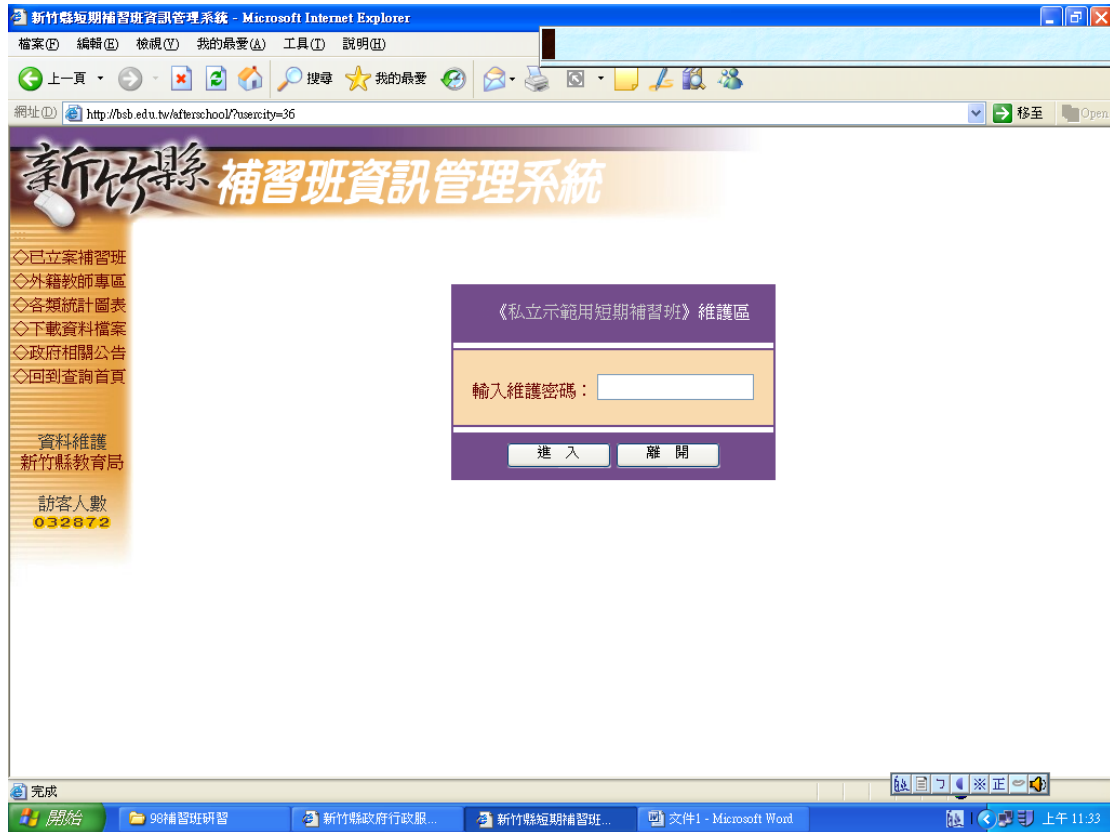 新竹縣短期補習班資訊管理系統 - Microsoft Internet Explorer
檔案(F) 編輯(E) 檢視(V) 我的最愛(A) 工具(T) 說明(H)
上一頁 搜尋 我的最愛
網址(D) http://bsb.edu.tw/afterschool/?usercity=36 移至 Open
新竹縣 補習班資訊管理系統
◇已立案補習班
◇外籍教師專區
◇各類統計圖表
◇下載資料檔案
◇政府相關公告
◇回到查詢首頁
資料維護
新竹縣教育局
訪客人數
032872
《私立示範用短期補習班》維護區
輸入維護密碼：
進 入 離 開
完成
開始 98補習班研習 新竹縣政府行政服... 新竹縣短期補習班... 文件1 - Microsoft Word 上午 11:33